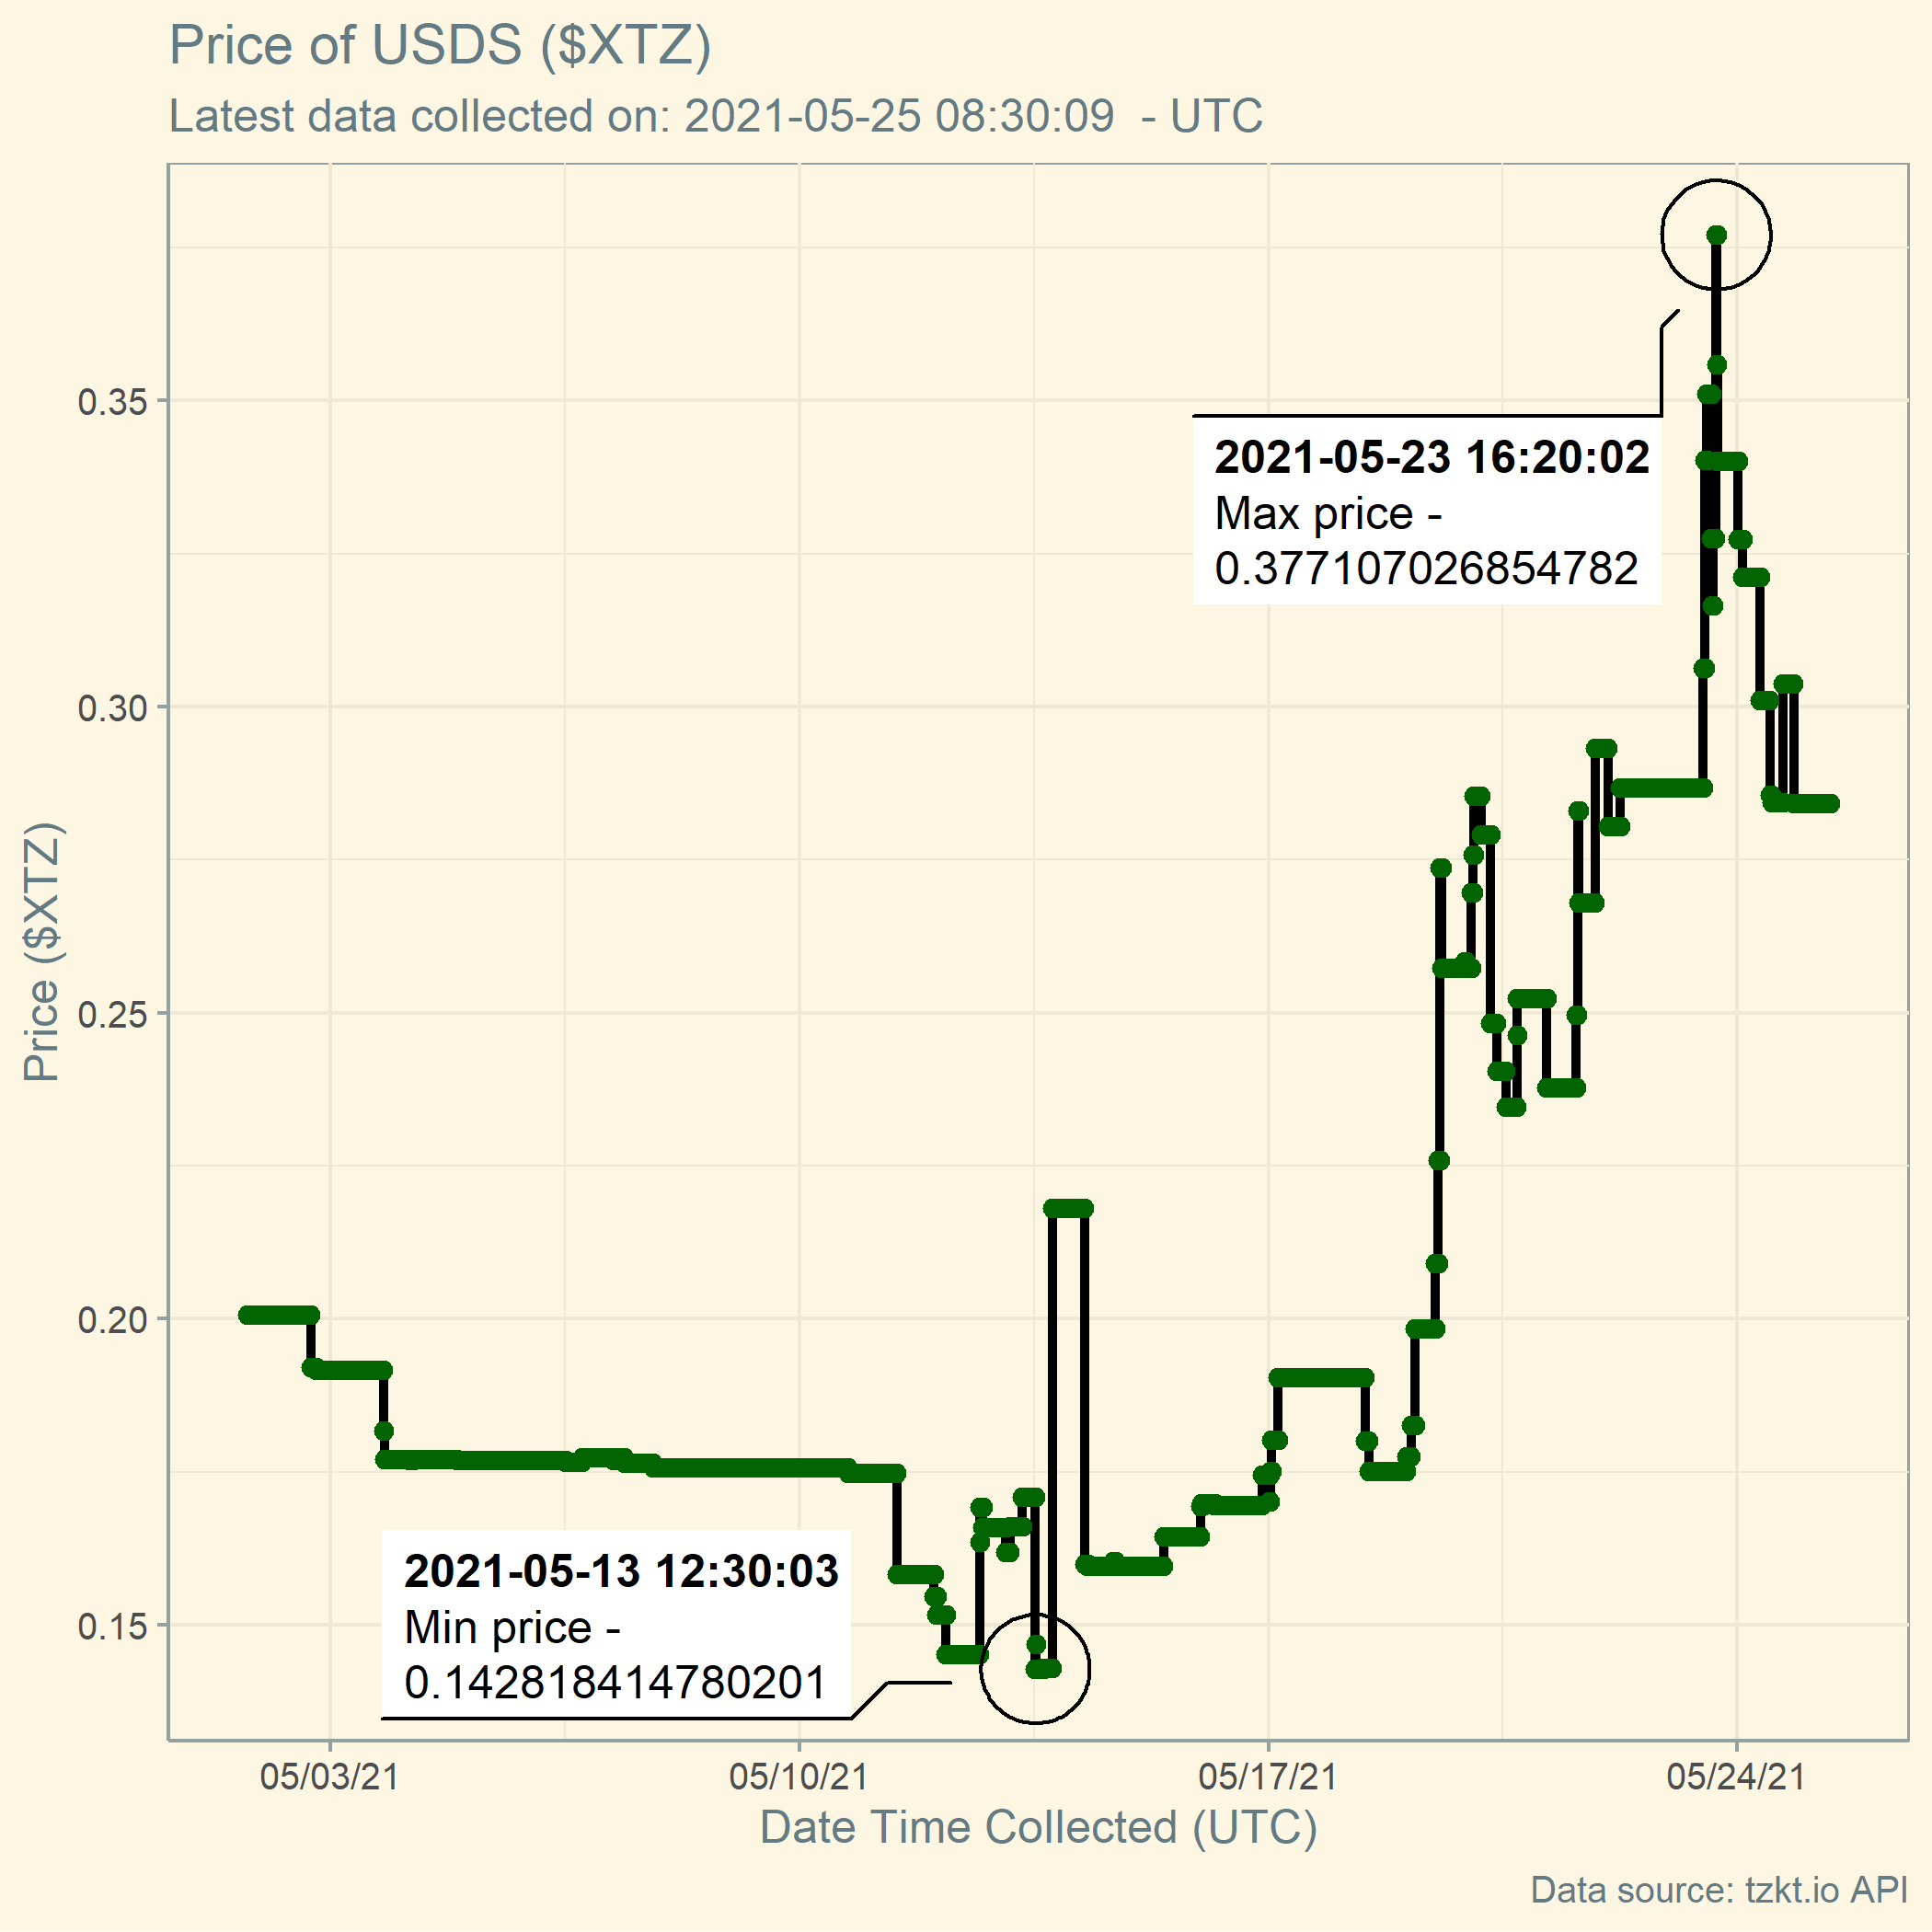 Price of USDS ($XTZ)
Latest data collected on: 2021-05-25 08:30:09  - UTC
Price ($XTZ)
0.35
0.30
0.25
0.20
0.15
2021-05-23 16:20:02
Max price -
0.377107026854782
2021-05-13 12:30:03
Min price -
0.142818414780201
05/03/21
05/10/21
05/17/21
05/24/21
Date Time Collected (UTC)
Data source: tzkt.io API